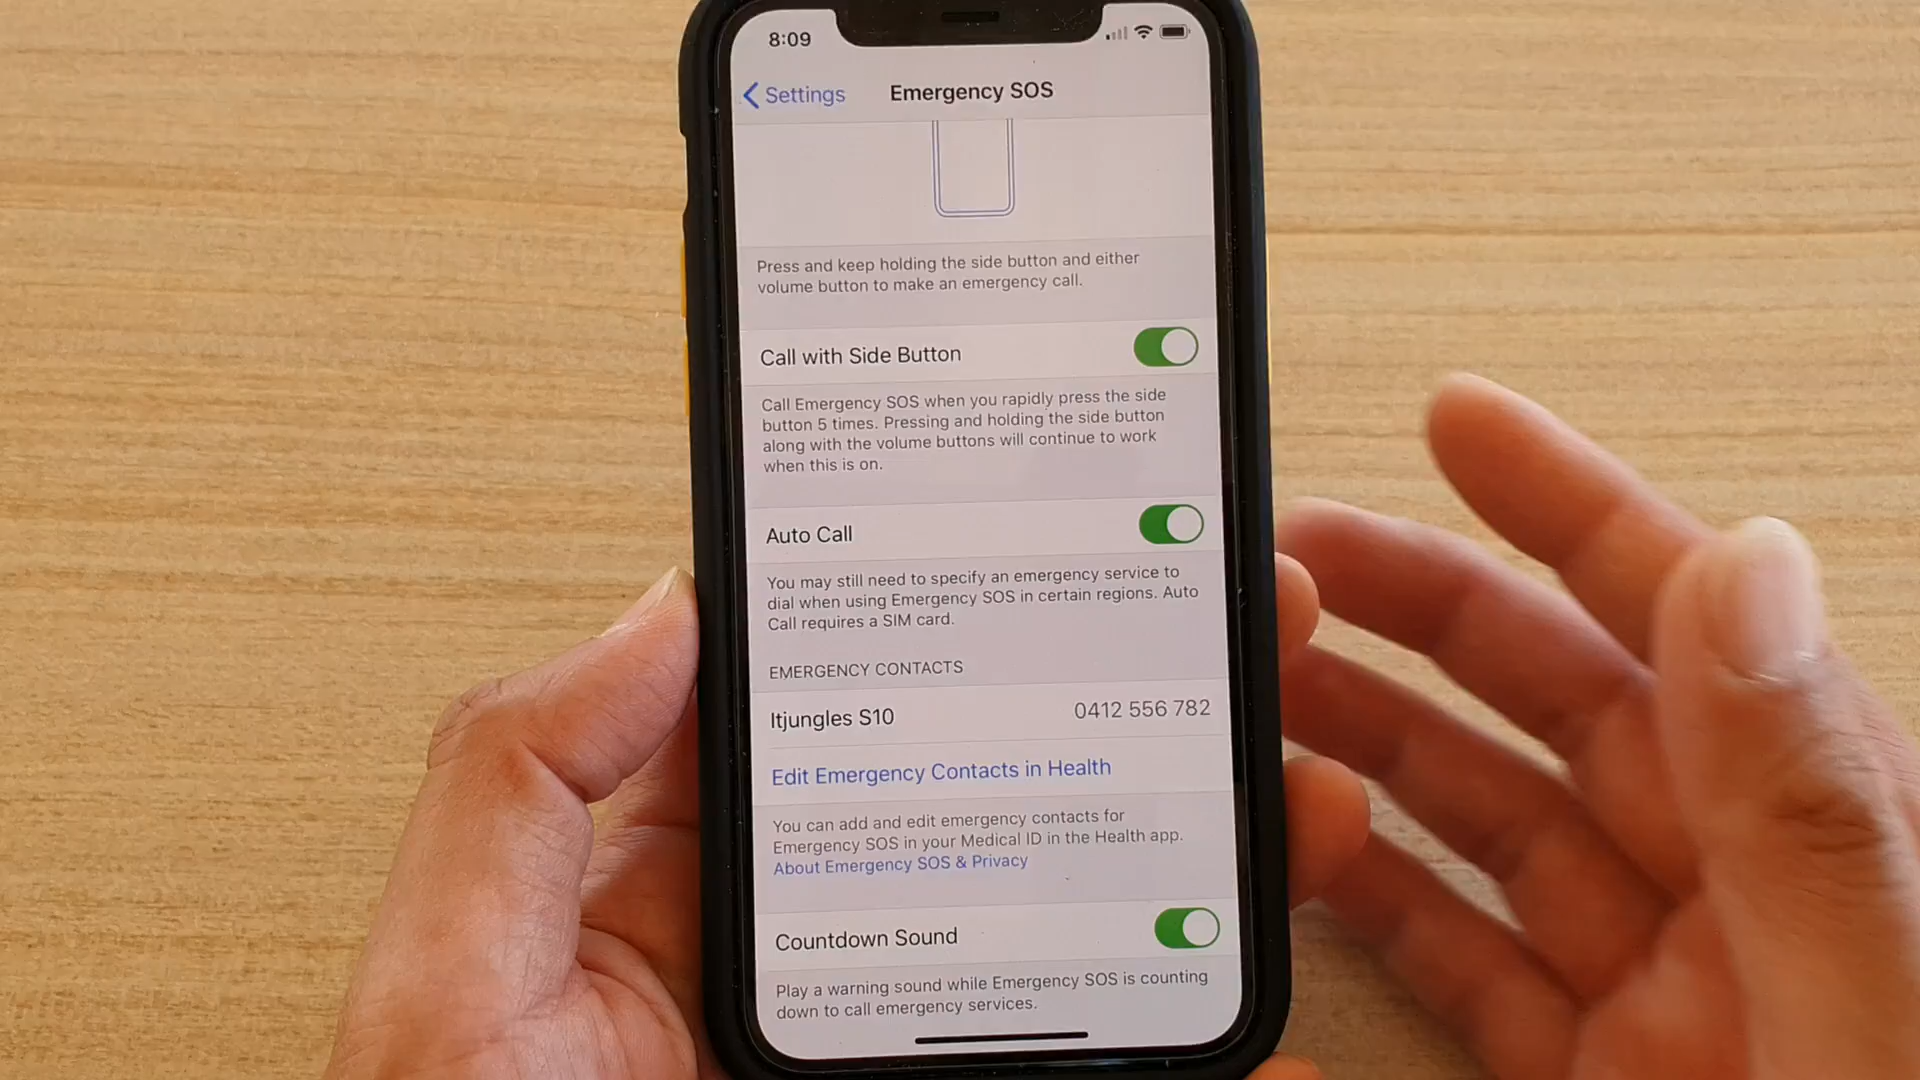 8:09
Settings
Emergency SOS
Press and keep holding the side button and either
volume button to make an emergency call.
Call with Side Button
Call Emergency SOS when you rapidly press the side
button 5 times. Pressing and holding the side button
along with the volume buttons will continue to work
when this is on.
Auto Call
You may still need to specify an emergency service to
dial when using Emergency SOS in certain regions. Auto
Call requires a SIM card.
EMERGENCY CONTACTS
Itjungles S10 0412 556 782
Edit Emergency Contacts in Health
You can add and edit emergency contacts for
Emergency SOS in your Medical ID in the Health app.
About Emergency SOS & Privacy
Countdown Sound
Play a warning sound while Emergency SOS is counting
down to call emergency services.